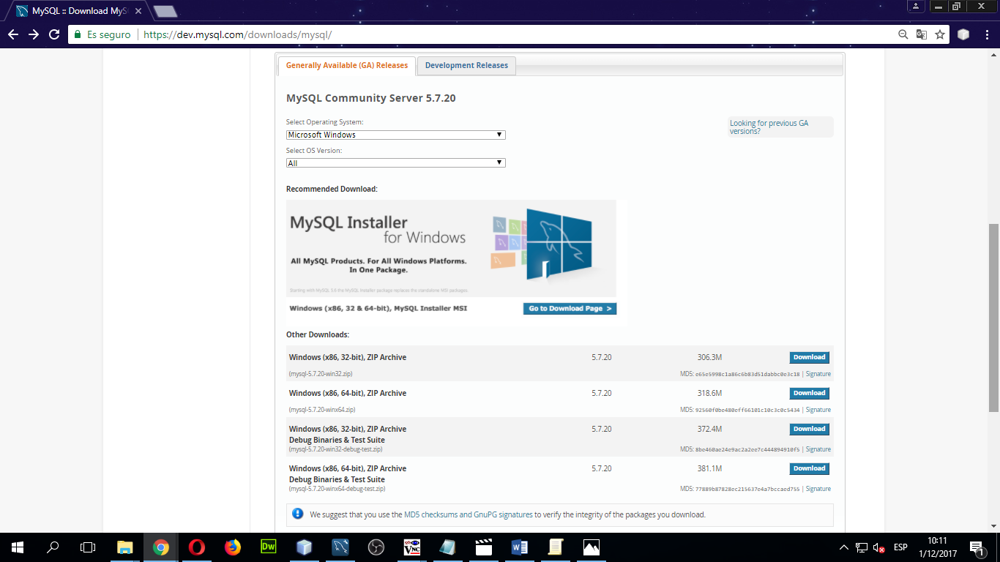 MySQL :: Download MyS
Es seguro
https://dev.mysql.com/downloads/mysql/
Generally Available (GA) Releases
Development Releases
MySQL Community Server 5.7.20
Select Operating System:
Microsoft Windows
Looking for previous GA
versions?
Select OS Version:
All
Recommended Download:
MySQL Installer
for Windows
All MySQL Products. For All Windows Platforms.
In One Package.
Starting with MySQL 5.6 the MySQL Installer package replaces the standalone MSI packages.
Windows (x86, 32 & 64-bit), MySQL Installer MSI
Go to Download Page >
Other Downloads:
Windows (x86, 32-bit), ZIP Archive 5.7.20 306.3M Download
(mysql-5.7.20-win32.zip) MD5: e65e5998c1a86c6b83d51dabbc0e3c18 | Signature
Windows (x86, 64-bit), ZIP Archive 5.7.20 318.6M Download
(mysql-5.7.20-winx64.zip) MD5: 92560f0be480eff66101c10c3c0c5434 | Signature
Windows (x86, 32-bit), ZIP Archive 5.7.20 372.4M Download
Debug Binaries & Test Suite
(mysql-5.7.20-win32-debug-test.zip) MD5: 8be460ae24e9ac2a2ee7c444894910f5 | Signature
Windows (x86, 64-bit), ZIP Archive 5.7.20 381.1M Download
Debug Binaries & Test Suite
(mysql-5.7.20-winx64-debug-test.zip) MD5: 77889b87828ec215637e4a7bccaed755 | Signature
We suggest that you use the MD5 checksums and GnuPG signatures to verify the integrity of the packages you download.
Dw
VNC
ESP
10:11
1/12/2017
1